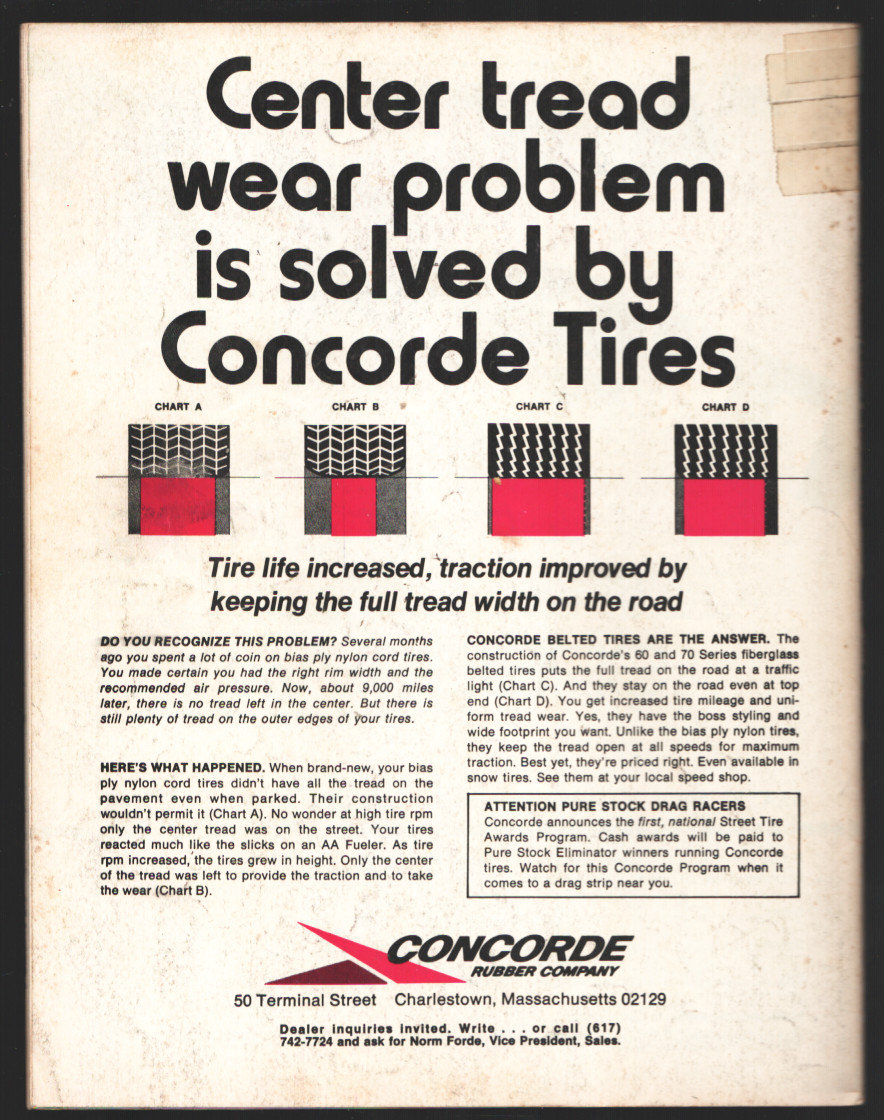 Center tread
wear problem
is solved by
Concorde Tires
CHART A
CHART B
CHART C
CHART D
Tire life increased, traction improved by
keeping the full tread width on the road
DO YOU RECOGNIZE THIS PROBLEM? Several months
ago you spent a lot of coin on bias ply nylon cord tires.
You made certain you had the right rim width and the
recommended air pressure. Now, about 9,000 miles
later, there is no tread left in the center. But there is
still plenty of tread on the outer edges of your tires.
HERE'S WHAT HAPPENED. When brand-new, your bias
ply nylon cord tires didn't have all the tread on the
pavement even when parked. Their construction
wouldn't permit it (Chart A). No wonder at high tire rpm
only the center tread was on the street. Your tires
reacted much like the slicks on an AA Fueler. As tire
rpm increased, the tires grew in height. Only the center
of the tread was left to provide the traction and to take
the wear (Chart B).
CONCORDE BELTED TIRES ARE THE ANSWER. The
construction of Concorde's 60 and 70 Series fiberglass
belted tires puts the full tread on the road at a traffic
light (Chart C). And they stay on the road even at top
end (Chart D). You get increased tire mileage and uni-
form tread wear. Yes, they have the boss styling and
wide footprint you want. Unlike the bias ply nylon tires,
they keep the tread open at all speeds for maximum
traction. Best yet, they're priced right. Even available in
snow tires. See them at your local speed shop.
ATTENTION PURE STOCK DRAG RACERS
Concorde announces the first, national Street Tire
Awards Program. Cash awards will be paid to
Pure Stock Eliminator winners running Concorde
tires. Watch for this Concorde Program when it
comes to a drag strip near you.
CONCORDE
RUBBER COMPANY
50 Terminal Street Charlestown, Massachusetts 02129
Dealer inquiries invited. Write . . . or call (617)
742-7724 and ask for Norm Forde, Vice President, Sales.